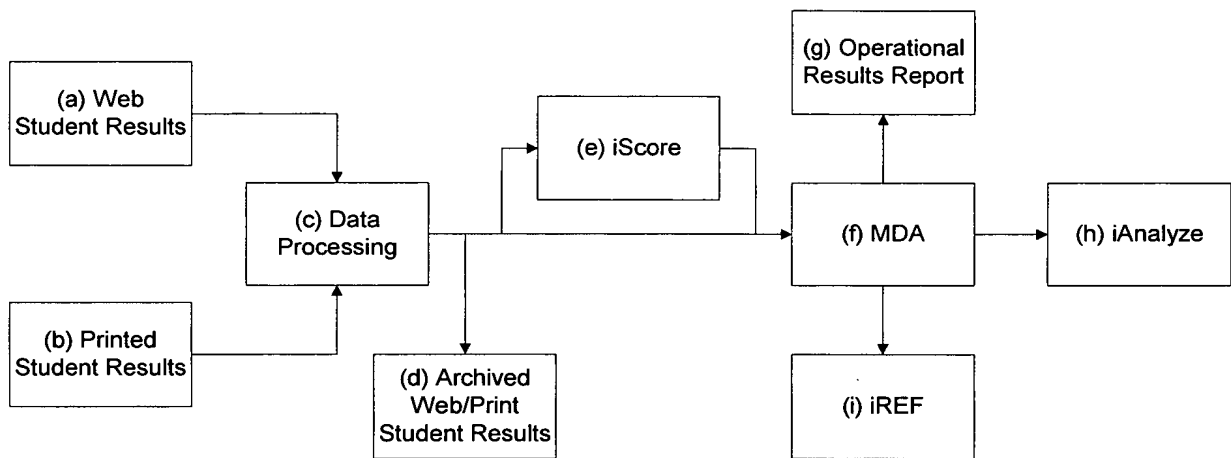 (a) Web
Student Results
(b) Printed
Student Results
(c) Data
Processing
(d) Archived
Web/Print
Student Results
(e) iScore
(f) MDA
(g) Operational
Results Report
(h) iAnalyze
(i) iREF